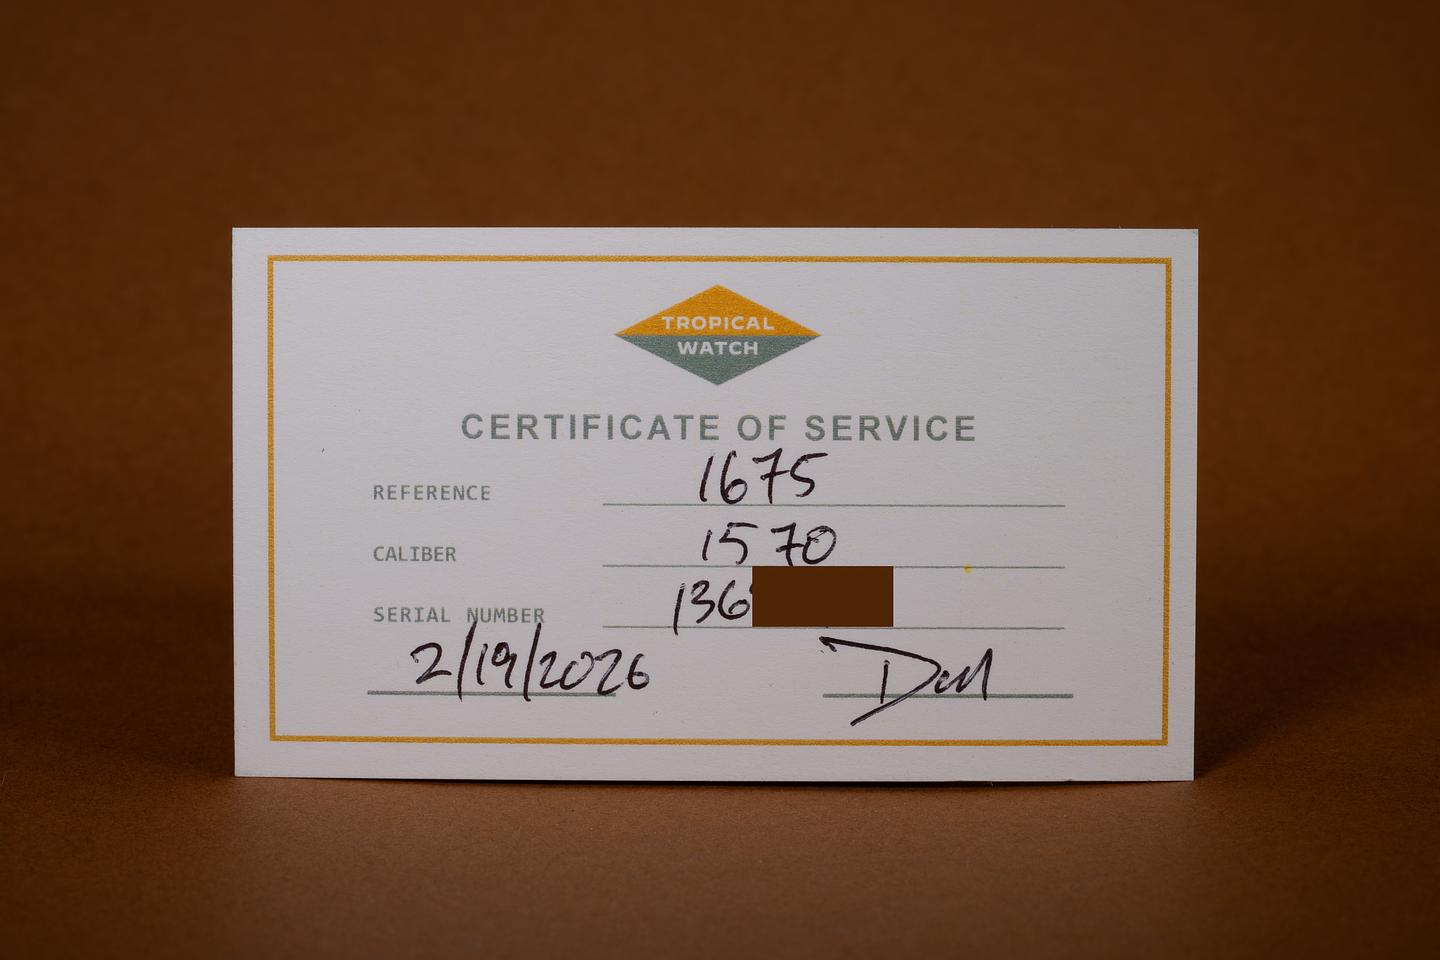 TROPICAL
WATCH
CERTIFICATE OF SERVICE
REFERENCE 1675
CALIBER 1570
SERIAL NUMBER 136
2/19/2026